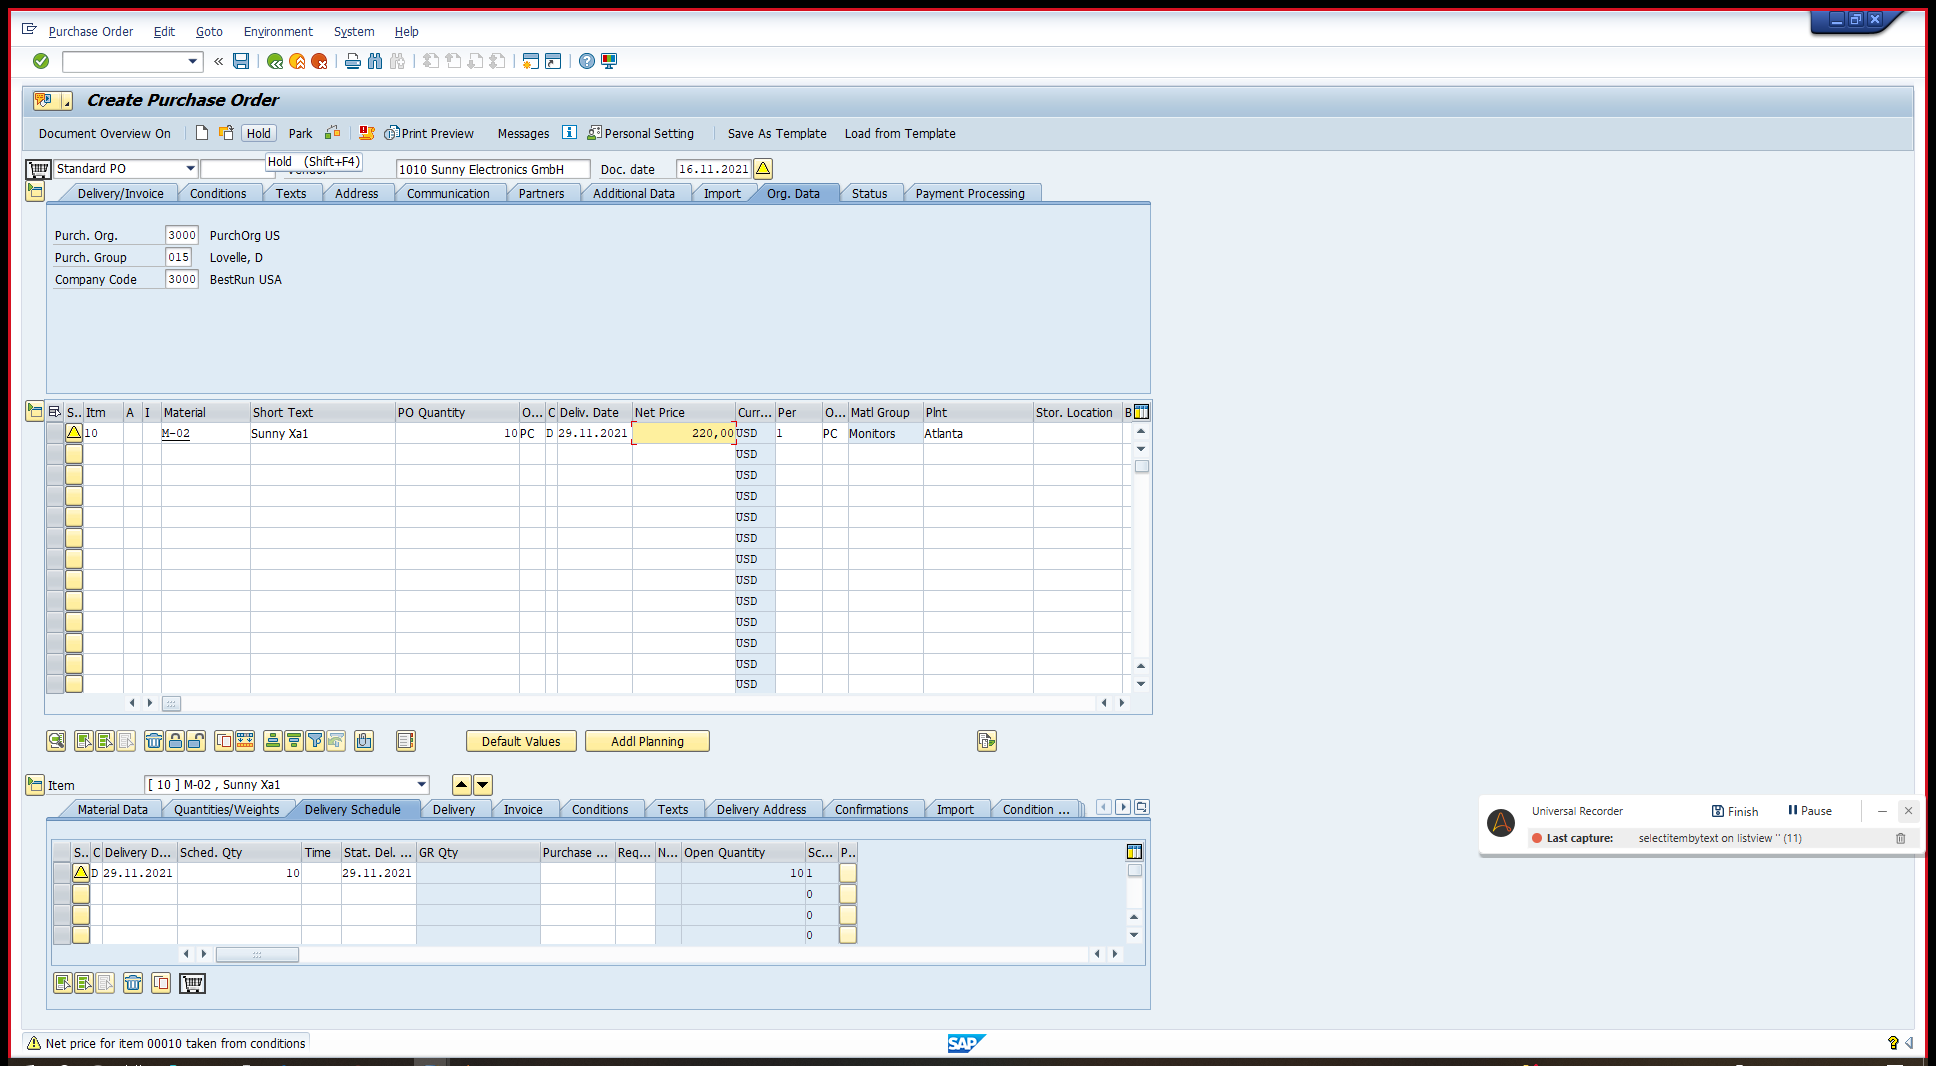 Purchase Order Edit Goto Environment System Help
Create Purchase Order
Document Overview On Hold Park Print Preview Messages Personal Setting Save As Template Load from Template
Standard PO Hold (Shift+F4) 1010 Sunny Electronics GmbH Doc. date 16.11.2021
Delivery/Invoice Conditions Texts Address Communication Partners Additional Data Import Org. Data Status Payment Processing
Purch. Org. 3000 PurchOrg US
Purch. Group 015 Lovelle, D
Company Code 3000 BestRun USA
S.. Itm A I Material Short Text PO Quantity O... C Deliv. Date Net Price Curr... Per O... Matl Group Plnt Stor. Location B
10 M-02 Sunny Xa1 10 PC D 29.11.2021 220,00 USD 1 PC Monitors Atlanta
USD
USD
USD
USD
USD
USD
USD
USD
USD
USD
USD
USD
Default Values Addl Planning
Item [ 10 ] M-02 , Sunny Xa1
Material Data Quantities/Weights Delivery Schedule Delivery Invoice Conditions Texts Delivery Address Confirmations Import Condition ...
S.. C Delivery D... Sched. Qty Time Stat. Del. ... GR Qty Purchase ... Req... N... Open Quantity Sc... P..
D 29.11.2021 10 29.11.2021 10 1
0
0
0
Universal Recorder Finish Pause
Last capture: selectitembytext on listview '' (11)
Net price for item 00010 taken from conditions
SAP